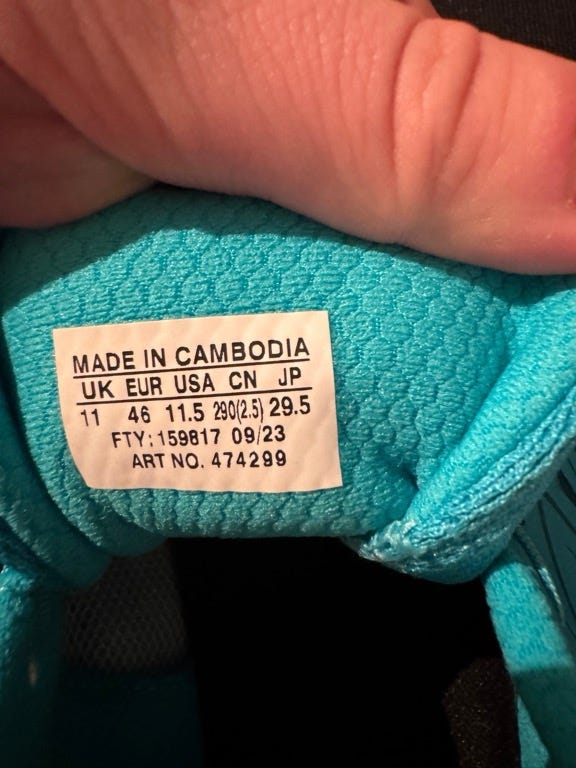 MADE IN CAMBODIA
UK EUR USA CN JP
11 46 11.5 290(2.5) 29.5
FTY: 159817 09/23
ART NO. 474299